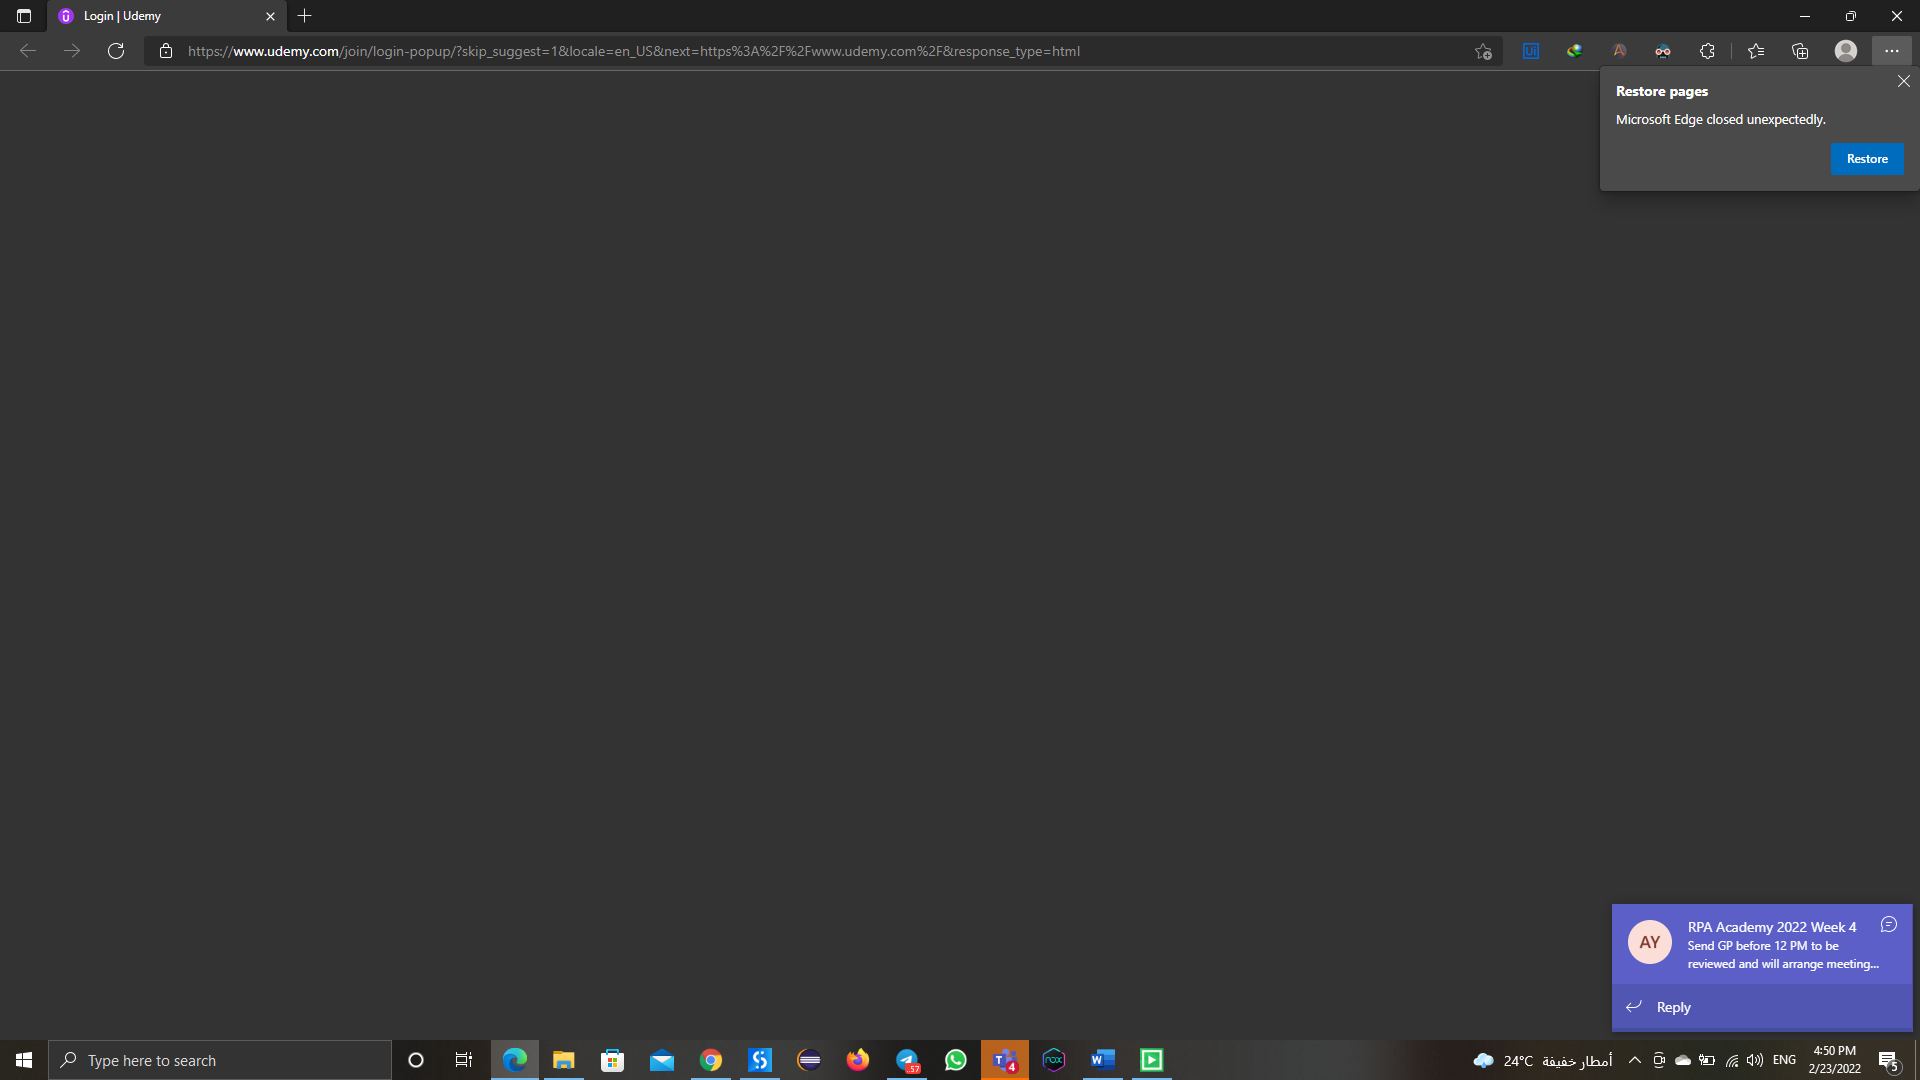 Login | Udemy
https://www.udemy.com/join/login-popup/?skip_suggest=1&locale=en_US&next=https%3A%2F%2Fwww.udemy.com%2F&response_type=html
Ui
Restore pages
Microsoft Edge closed unexpectedly.
Restore
AY
RPA Academy 2022 Week 4
Send GP before 12 PM to be
reviewed and will arrange meeting...
Reply
Type here to search
.57
T
4
nox
W
24°C أمطار خفيفة
ENG
4:50 PM
2/23/2022
5